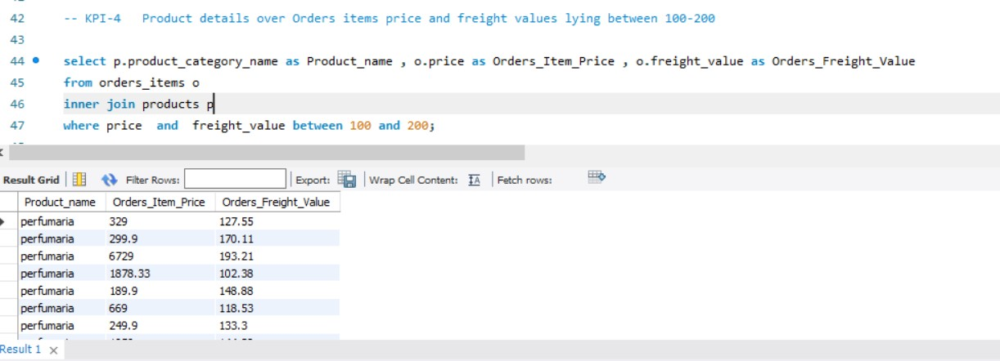 42 -- KPI-4 Product details over Orders items price and freight values lying between 100-200
43
44 select p.product_category_name as Product_name , o.price as Orders_Item_Price , o.freight_value as Orders_Freight_Value
45 from orders_items o
46 inner join products p
47 where price and freight_value between 100 and 200;
Result Grid Filter Rows: Export: Wrap Cell Content: IA Fetch rows:
Product_name Orders_Item_Price Orders_Freight_Value
perfumaria 329 127.55
perfumaria 299.9 170.11
perfumaria 6729 193.21
perfumaria 1878.33 102.38
perfumaria 189.9 148.88
perfumaria 669 118.53
perfumaria 249.9 133.3
Result 1 ×